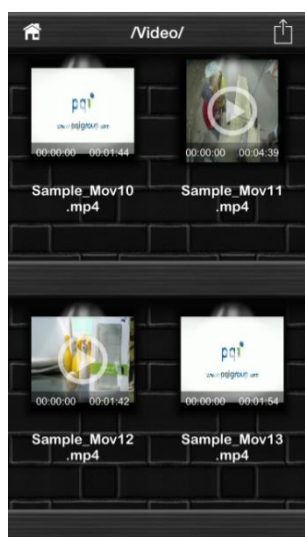 /Video/
pqi
00:00:00 00:01:44
00:00:00 00:04:39
Sample_Mov10
.mp4
Sample_Mov11
.mp4
pqi
00:00:00 00:01:42
00:00:00 00:01:54
Sample_Mov12
.mp4
Sample_Mov13
.mp4